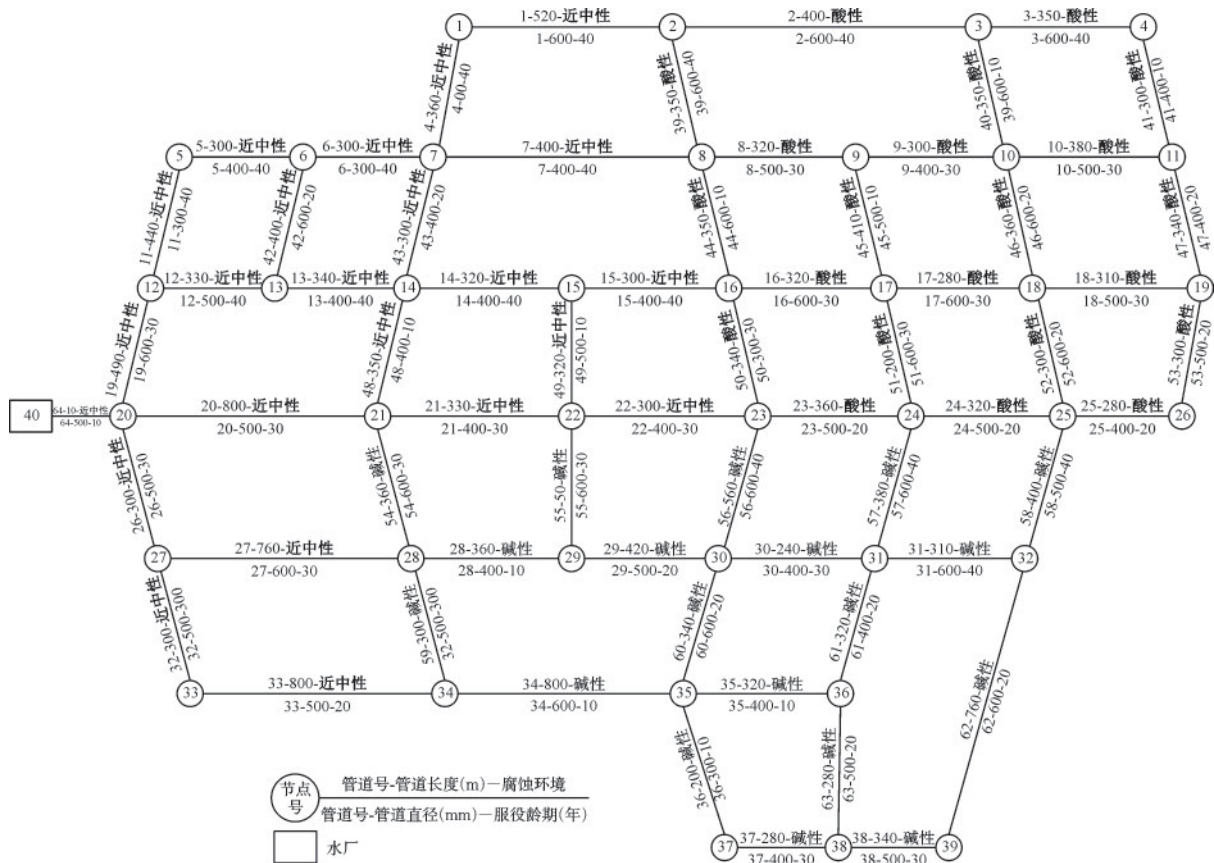 1 1-520-近中性 2 2-400-酸性 3 3-350-酸性 4
1-600-40 2-600-40 3-600-40
4-360-近中性 39-350-酸性 40-350-酸性 41-300-酸性
4-00-40 39-600-40 39-600-10 41-400-10
5 5-300-近中性 6 6-300-近中性 7 7-400-近中性 8 8-320-酸性 9 9-300-酸性 10 10-380-酸性 11
5-400-40 6-300-40 7-400-40 8-500-30 9-400-30 10-500-30
11-440-近中性 42-400-近中性 43-300-近中性 44-350-酸性 45-410-酸性 46-360-酸性 47-340-酸性
11-300-40 42-600-20 43-400-20 44-600-10 45-500-10 46-600-20 47-400-20
12 12-330-近中性 13 13-340-近中性 14 14-320-近中性 15 15-300-近中性 16 16-320-酸性 17 17-280-酸性 18 18-310-酸性 19
12-500-40 13-400-40 14-400-40 15-400-40 16-600-30 17-600-30 18-500-30
19-490-近中性 48-350-近中性 49-320-近中性 50-340-酸性 51-200-酸性 52-300-酸性 53-300-酸性
19-600-30 48-400-10 49-500-10 50-300-30 51-600-30 52-600-20 53-500-20
40 64-10-近中性 20 20-800-近中性 21 21-330-近中性 22 22-300-近中性 23 23-360-酸性 24 24-320-酸性 25 25-280-酸性 26
64-500-10 20-500-30 21-400-30 22-400-30 23-500-20 24-500-20 25-400-20
26-300-近中性 54-360-碱性 55-50-碱性 56-560-碱性 57-380-碱性 58-400-碱性
26-500-30 54-600-30 55-600-30 56-600-40 57-600-40 58-500-40
27 27-760-近中性 28 28-360-碱性 29 29-420-碱性 30 30-240-碱性 31 31-310-碱性 32
27-600-30 28-400-10 29-500-20 30-400-30 31-600-40
32-300-近中性 59-300-碱性 60-340-碱性 61-320-碱性 62-760-碱性
32-500-300 32-500-300 60-600-20 61-400-20 62-600-20
33 33-800-近中性 34 34-800-碱性 35 35-320-碱性 36
33-500-20 34-600-10 35-400-10
36-200-碱性 63-280-碱性
36-300-10 63-500-20
37 37-280-碱性 38 38-340-碱性 39
37-400-30 38-500-30
节点
号
管道号-管道长度(m)—腐蚀环境
管道号-管道直径(mm)—服役龄期(年)
水厂